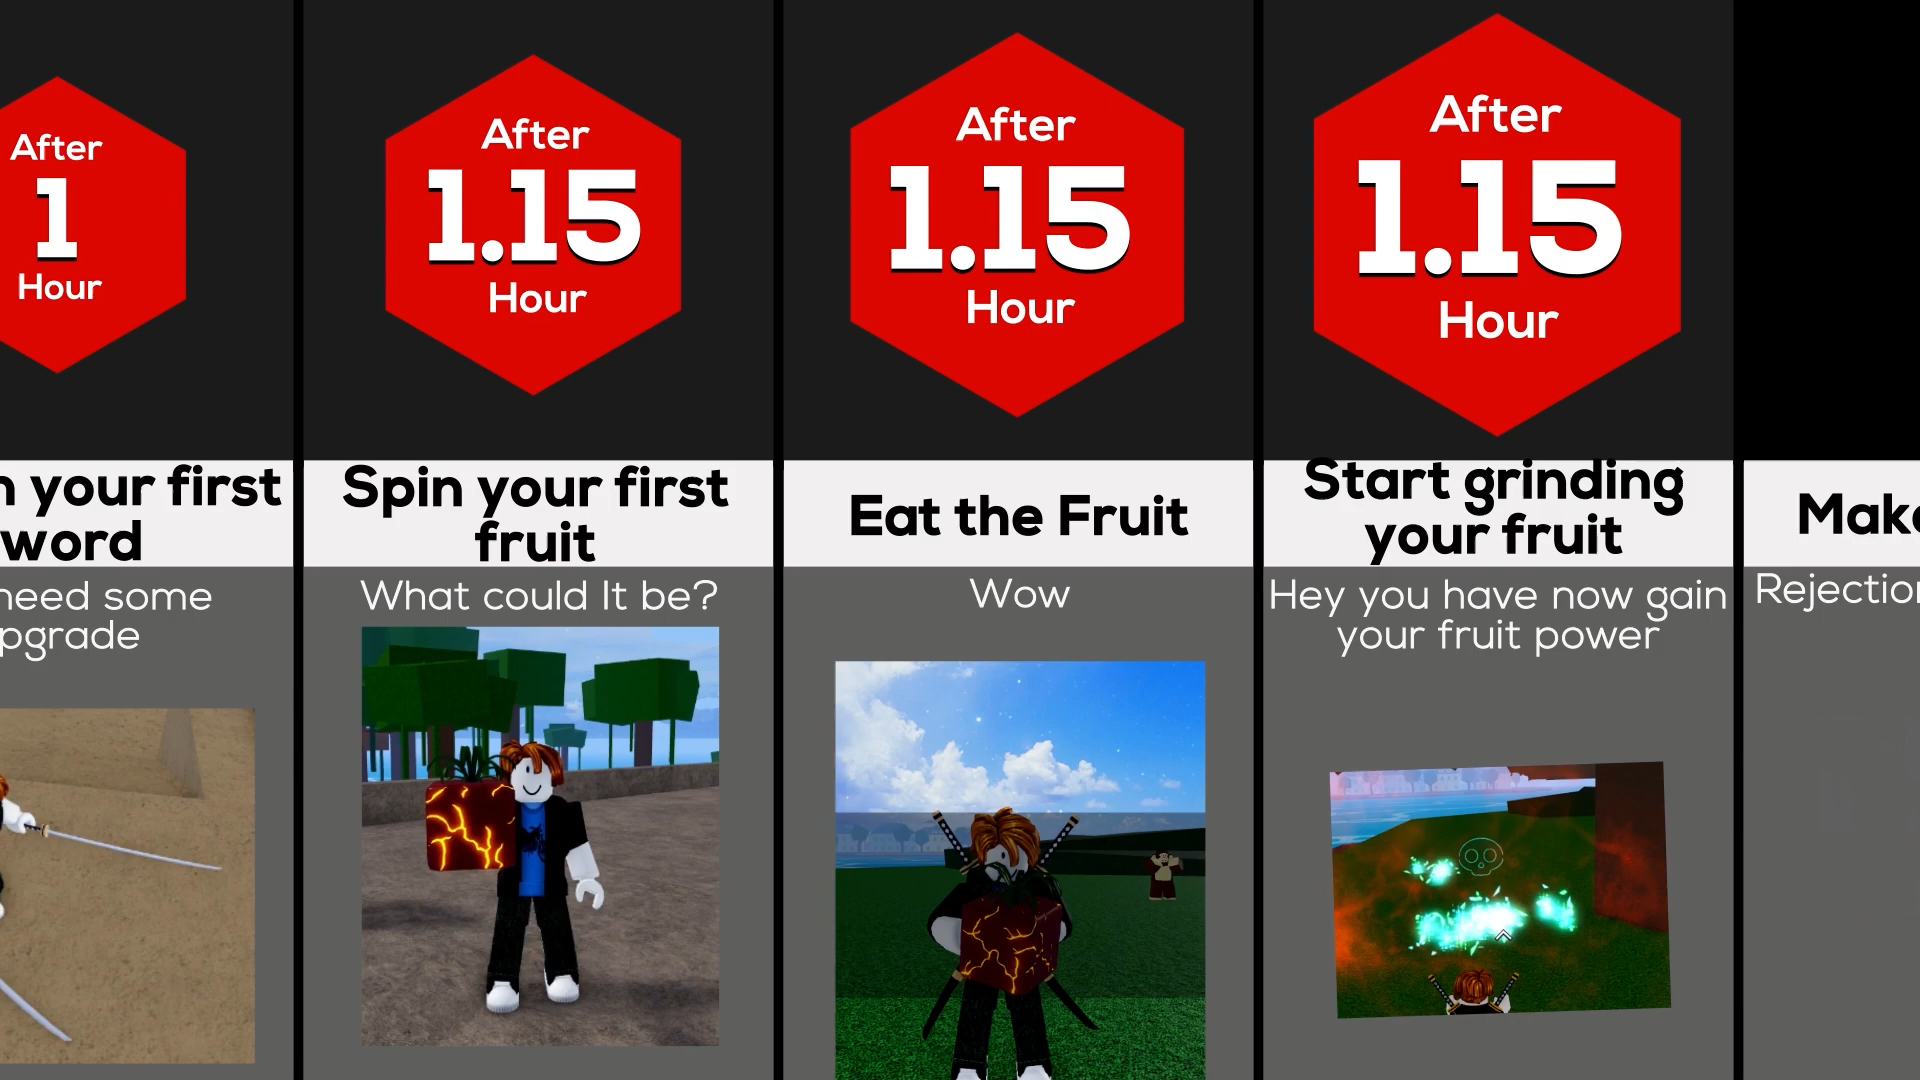 After
1
Hour
your first
word
need some
pgrade
After
1.15
Hour
Spin your first
fruit
What could It be?
After
1.15
Hour
Eat the Fruit
Wow
After
1.15
Hour
Start grinding
your fruit
Hey you have now gain
your fruit power
Make
Rejection